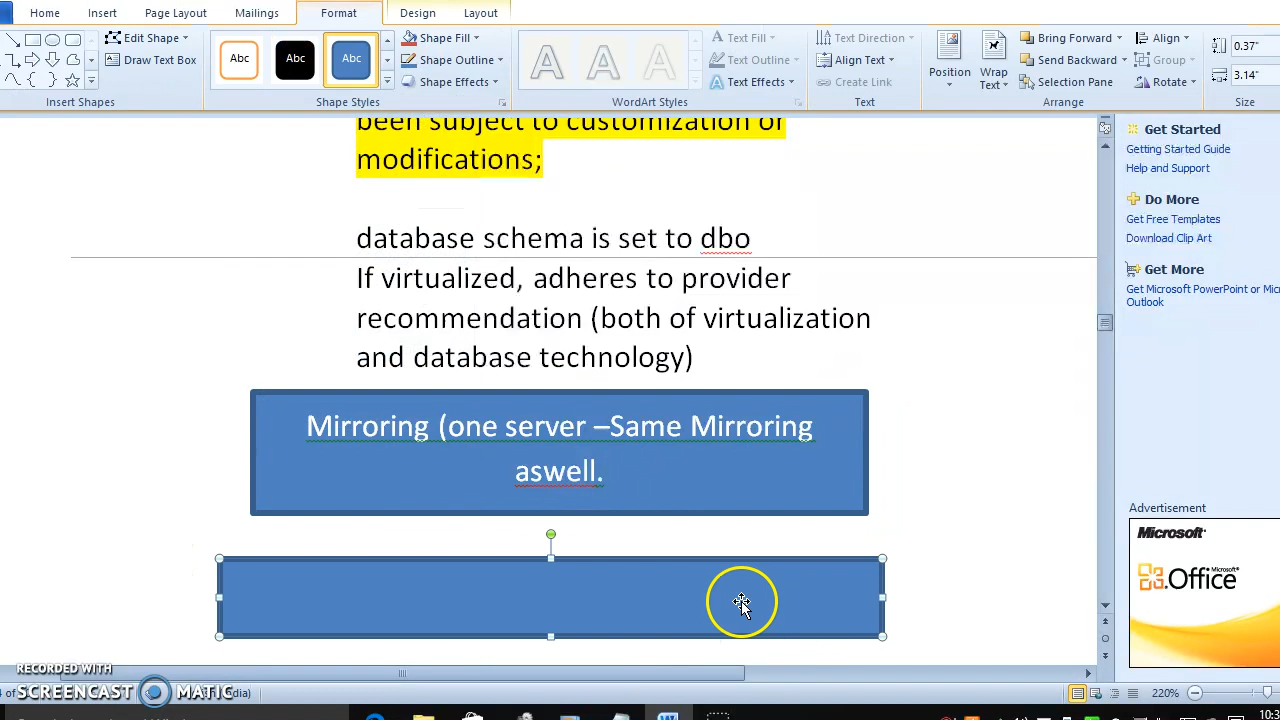 Home Insert Page Layout Mailings Format Design Layout
Edit Shape
Draw Text Box
Insert Shapes
Abc Abc Abc
Shape Fill
Shape Outline
Shape Effects
Shape Styles
WordArt Styles
Text Fill
Text Outline
Text Effects
Text Direction
Align Text
Create Link
Text
Position
Wrap
Text
Bring Forward
Send Backward
Selection Pane
Align
Group
Rotate
Arrange
0.37"
3.14"
Size
been subject to customization or
modifications;
database schema is set to dbo
If virtualized, adheres to provider
recommendation (both of virtualization
and database technology)
Mirroring (one server –Same Mirroring
aswell.
Get Started
Getting Started Guide
Help and Support
Do More
Get Free Templates
Download Clip Art
Get More
Get Microsoft PowerPoint or Mic
Outlook
Advertisement
Microsoft
Office
Microsoft
RECORDED WITH
SCREENCAST MATIC
4 of
dia)
220%
10:3